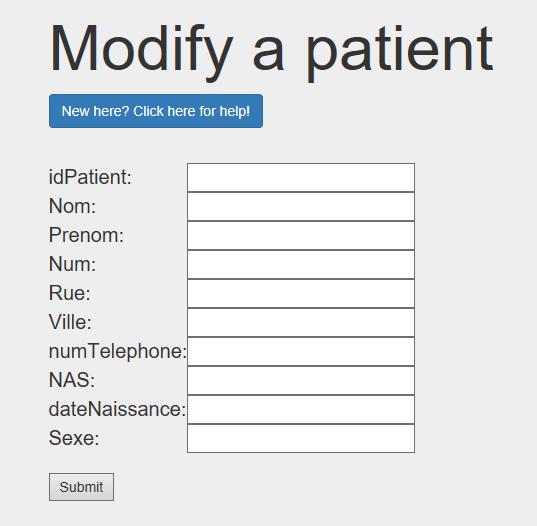 Modify a patient
New here? Click here for help!
idPatient:
Nom:
Prenom:
Num:
Rue:
Ville:
numTelephone:
NAS:
dateNaissance:
Sexe:
Submit